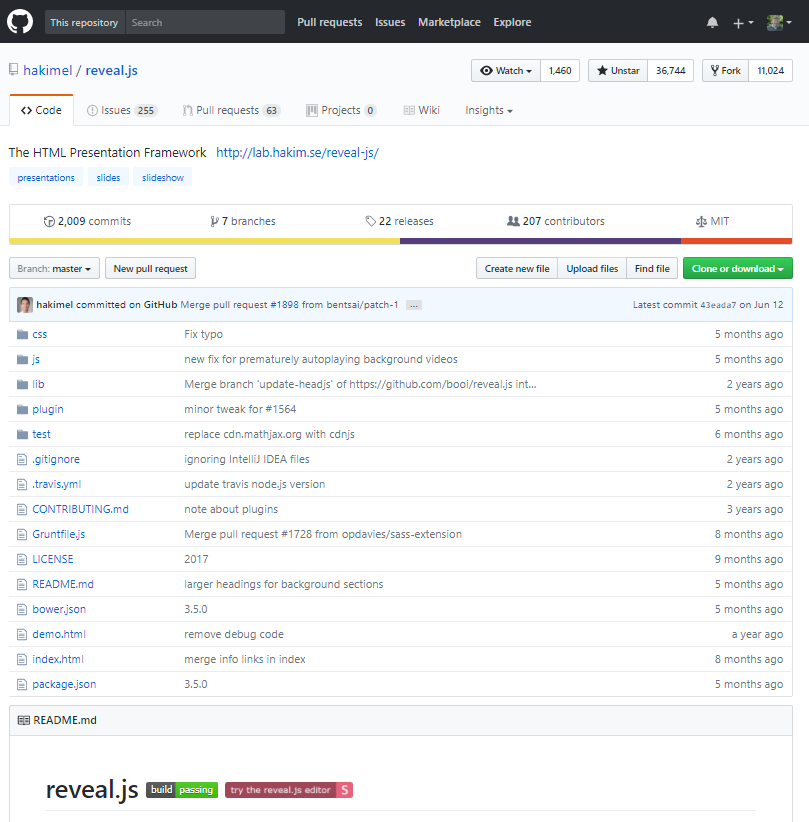 This repository Search Pull requests Issues Marketplace Explore
hakimel / reveal.js Watch 1,460 Unstar 36,744 Fork 11,024
Code Issues 255 Pull requests 63 Projects 0 Wiki Insights
The HTML Presentation Framework http://lab.hakim.se/reveal-js/
presentations slides slideshow
2,009 commits 7 branches 22 releases 207 contributors MIT
Branch: master New pull request Create new file Upload files Find file Clone or download
hakimel committed on GitHub Merge pull request #1898 from bentsai/patch-1 ... Latest commit 43eada7 on Jun 12
css Fix typo 5 months ago
js new fix for prematurely autoplaying background videos 5 months ago
lib Merge branch 'update-headjs' of https://github.com/booi/reveal.js int... 2 years ago
plugin minor tweak for #1564 5 months ago
test replace cdn.mathjax.org with cdnjs 6 months ago
.gitignore ignoring IntelliJ IDEA files 2 years ago
.travis.yml update travis node.js version 2 years ago
CONTRIBUTING.md note about plugins 3 years ago
Gruntfile.js Merge pull request #1728 from opdavies/sass-extension 8 months ago
LICENSE 2017 9 months ago
README.md larger headings for background sections 5 months ago
bower.json 3.5.0 5 months ago
demo.html remove debug code a year ago
index.html merge info links in index 8 months ago
package.json 3.5.0 5 months ago
README.md
reveal.js build passing try the reveal.js editor S